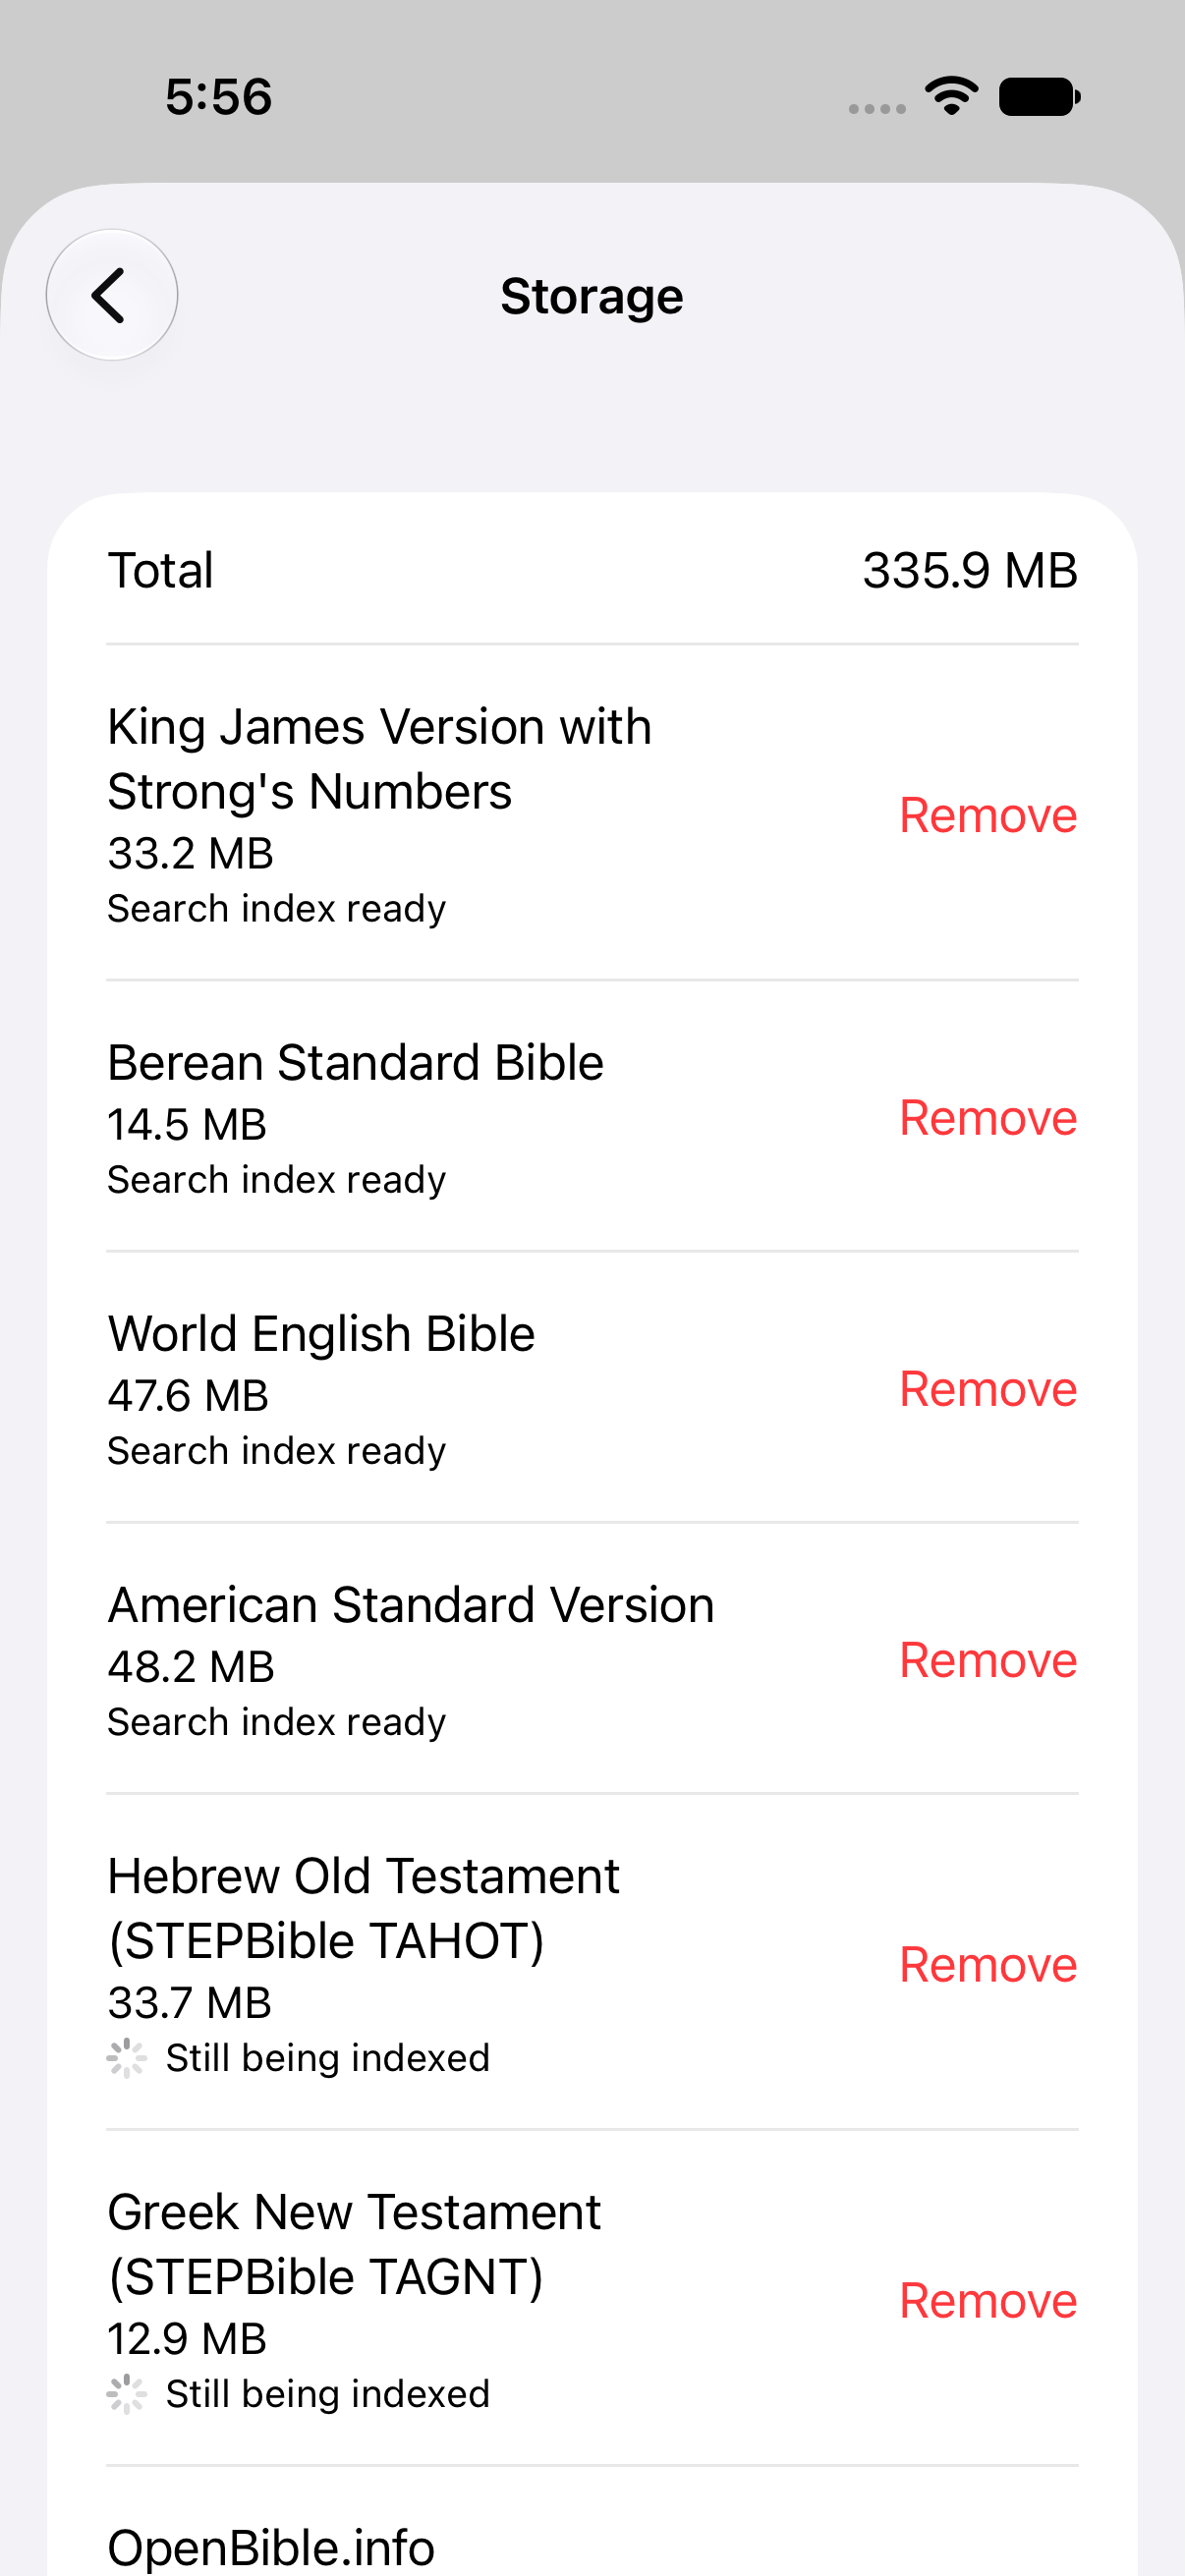 5:56
Storage
Total 335.9 MB
King James Version with
Strong's Numbers
33.2 MB
Search index ready
Remove
Berean Standard Bible
14.5 MB
Search index ready
Remove
World English Bible
47.6 MB
Search index ready
Remove
American Standard Version
48.2 MB
Search index ready
Remove
Hebrew Old Testament
(STEPBible TAHOT)
33.7 MB
Still being indexed
Remove
Greek New Testament
(STEPBible TAGNT)
12.9 MB
Still being indexed
Remove
OpenBible.info